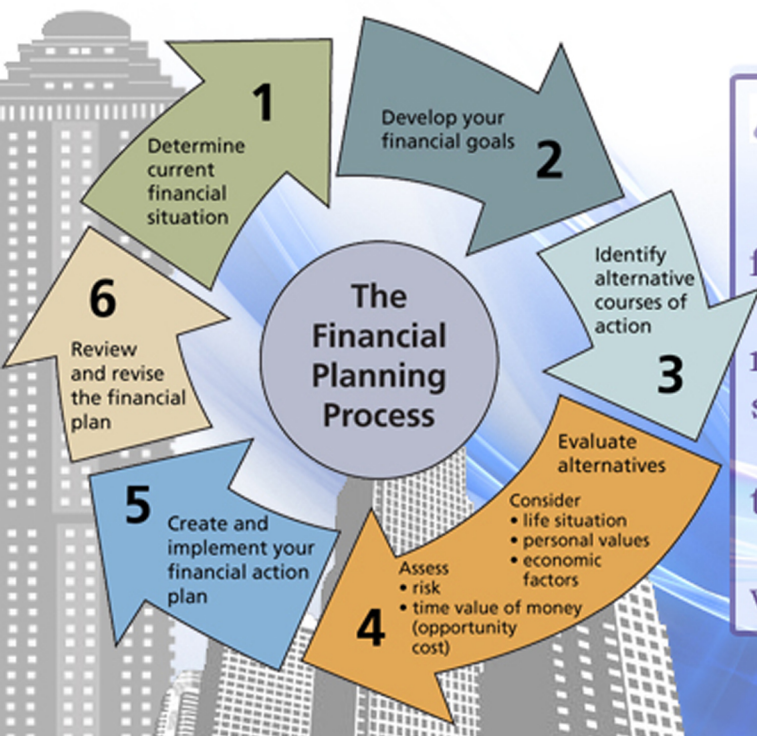 1
Determine
current
financial
situation
Develop your
financial goals
2
Identify
alternative
courses of
action
3
Evaluate
alternatives
Consider
• life situation
• personal values
• economic
factors
Assess
• risk
• time value of money
(opportunity
cost)
4
5
Create and
implement your
financial action
plan
6
Review
and revise
the financial
plan
The
Financial
Planning
Process